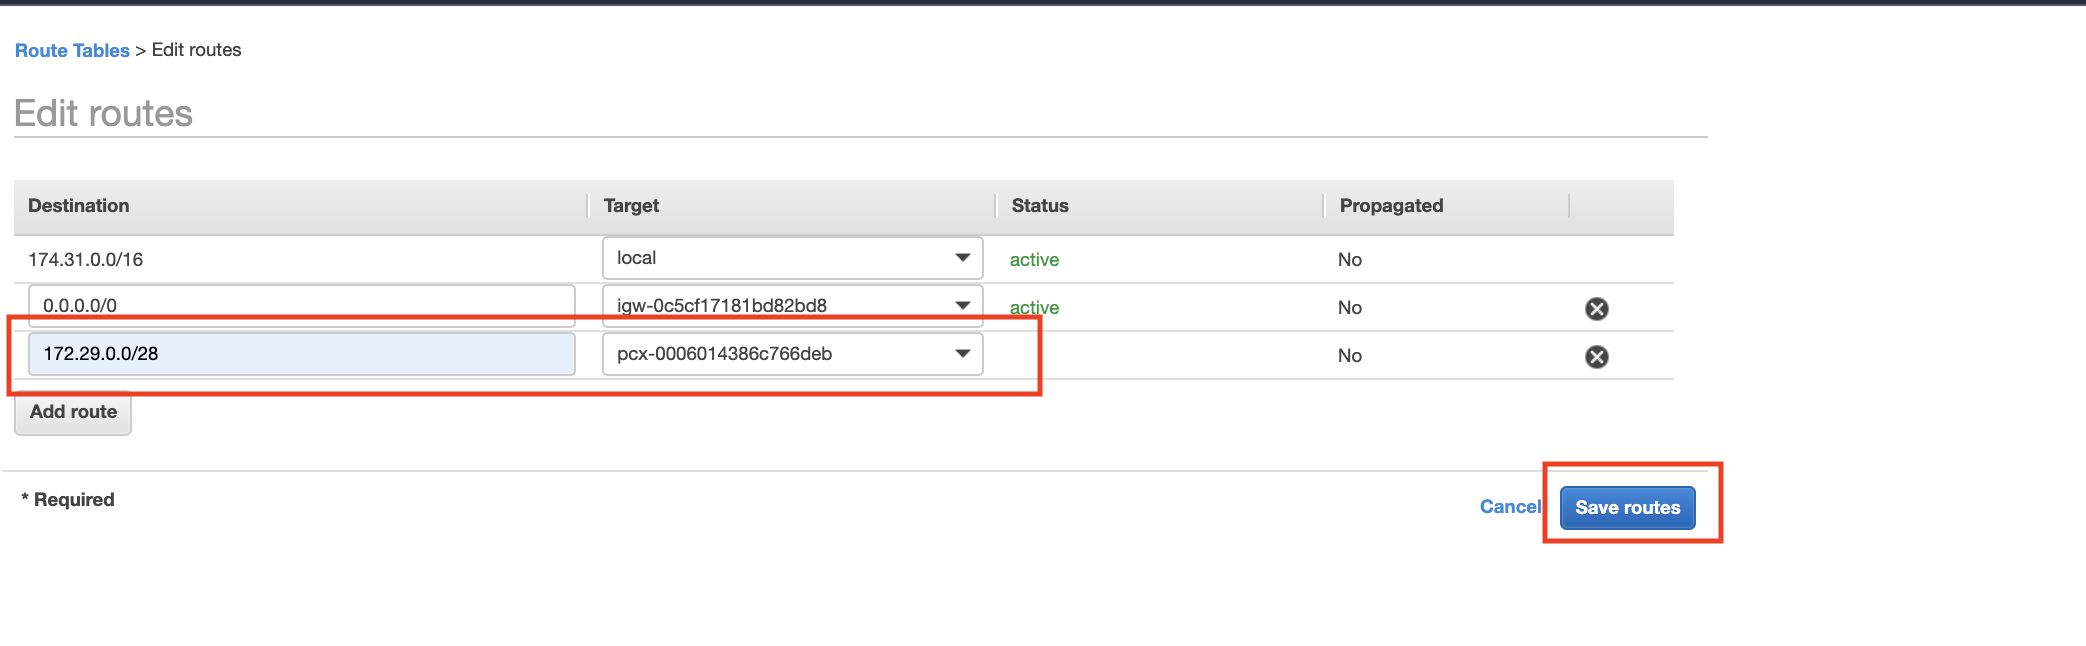 Route Tables > Edit routes
Edit routes
Destination Target Status Propagated
174.31.0.0/16 local active No
0.0.0.0/0 igw-0c5cf17181bd82bd8 active No
172.29.0.0/28 pcx-0006014386c766deb No
Add route
* Required Cancel Save routes